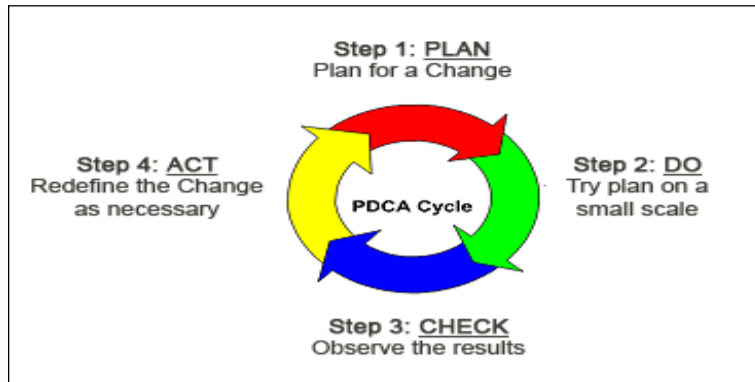 Step 1: PLAN
Plan for a Change
Step 2: DO
Try plan on a
small scale
Step 3: CHECK
Observe the results
Step 4: ACT
Redefine the Change
as necessary
PDCA Cycle